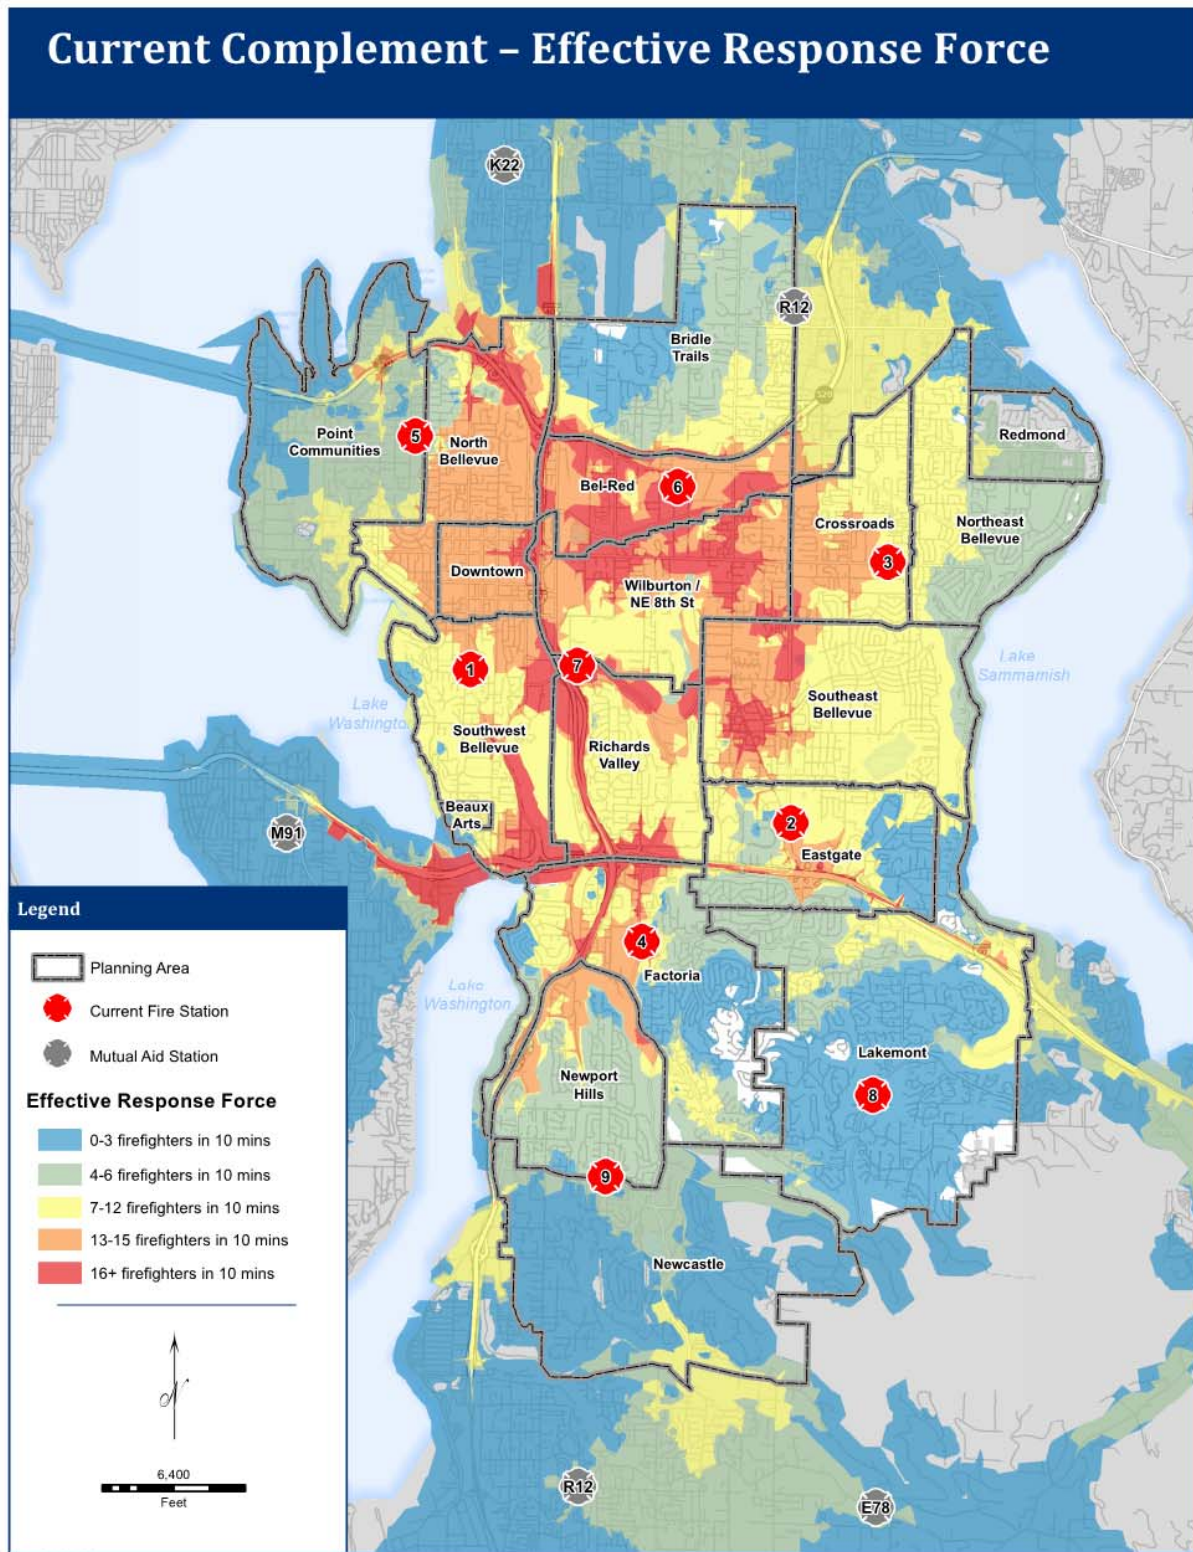 Current Complement – Effective Response Force
K22
R12
Bridle
Trails
Point
Communities
5
North
Bellevue
Redmond
Bel-Red
6
Crossroads
Northeast
Bellevue
3
Downtown
Wilburton /
NE 8th St
520
1
7
Lake
Sammamish
Lake
Washington
Southeast
Bellevue
Southwest
Bellevue
Richards
Valley
Beaux
Arts
M91
2
Eastgate
4
Factoria
Lake
Washington
Lakemont
8
Newport
Hills
9
Newcastle
R12
E78
Legend
Planning Area
Current Fire Station
Mutual Aid Station
Effective Response Force
0-3 firefighters in 10 mins
4-6 firefighters in 10 mins
7-12 firefighters in 10 mins
13-15 firefighters in 10 mins
16+ firefighters in 10 mins
N
6,400
Feet